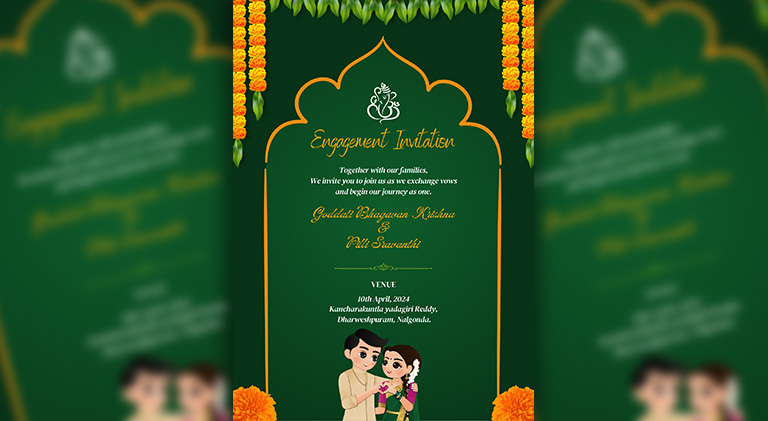 Engagement Invitation
Together with our families,
We invite you to join us as we exchange vows
and begin our journey as one.
Goddati Bhagavan Krishna
&
Pilli Sravanthi
VENUE
10th April, 2024
Kancharakuntla yadagiri Reddy,
Dharweshpuram, Nalgonda.